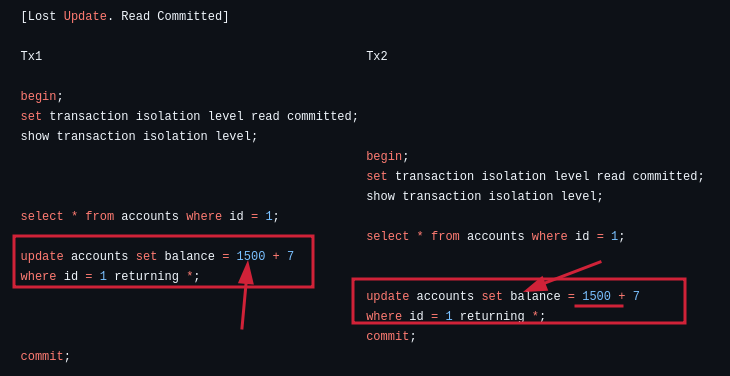 [Lost Update. Read Committed]
Tx1 Tx2
begin;
set transaction isolation level read committed;
show transaction isolation level;
begin;
set transaction isolation level read committed;
show transaction isolation level;
select * from accounts where id = 1;
select * from accounts where id = 1;
update accounts set balance = 1500 + 7
where id = 1 returning *;
update accounts set balance = 1500 + 7
where id = 1 returning *;
commit;
commit;